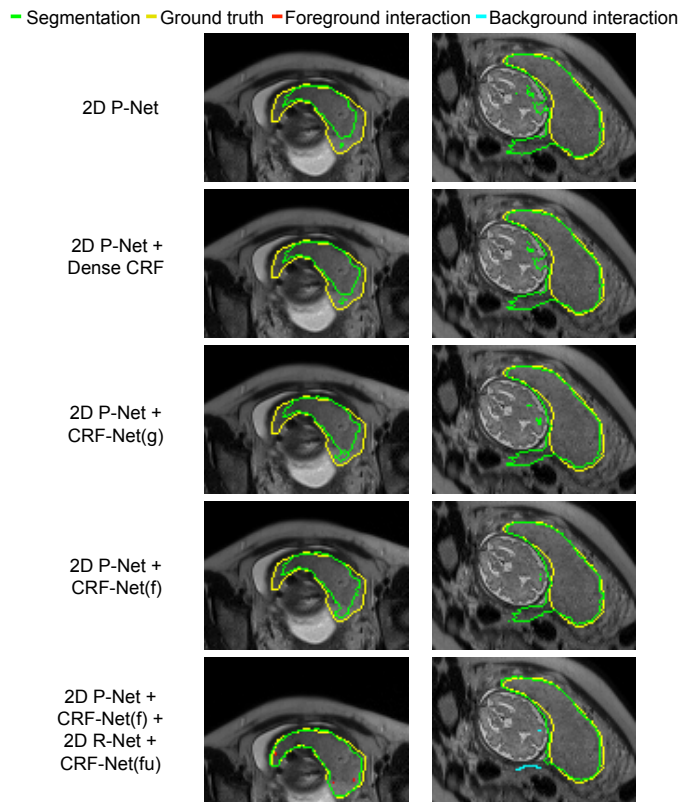 Segmentation Ground truth Foreground interaction Background interaction
2D P-Net
2D P-Net +
Dense CRF
2D P-Net +
CRF-Net(g)
2D P-Net +
CRF-Net(f)
2D P-Net +
CRF-Net(f) +
2D R-Net +
CRF-Net(fu)